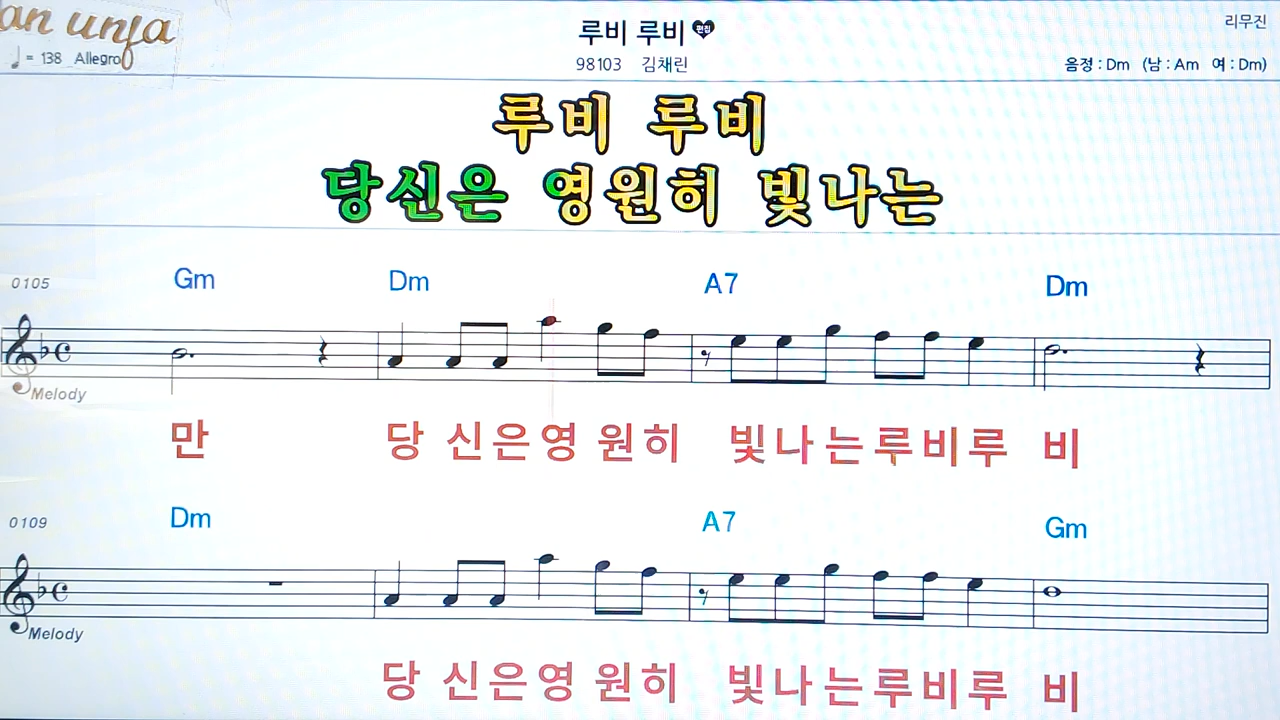 an unja
루비 루비 편집
리무진
♩ = 138 Allegro
98103 김채린
음정 : Dm (남 : Am 여 : Dm)
루비 루비
당신은 영원히 빛나는
0105 Gm Dm A7 Dm
Melody
만 당 신은영 원히 빛나는루비루 비
0109 Dm A7 Gm
Melody
당 신은영 원히 빛나는루비루 비